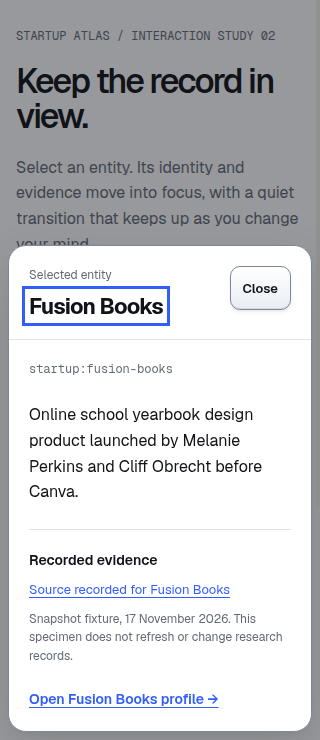 STARTUP ATLAS / INTERACTION STUDY 02
Keep the record in
view.
Select an entity. Its identity and
evidence move into focus, with a quiet
transition that keeps up as you change
your mind.
Selected entity
Fusion Books
Close
startup:fusion-books
Online school yearbook design
product launched by Melanie
Perkins and Cliff Obrecht before
Canva.
Recorded evidence
Source recorded for Fusion Books
Snapshot fixture, 17 November 2026. This
specimen does not refresh or change research
records.
Open Fusion Books profile →